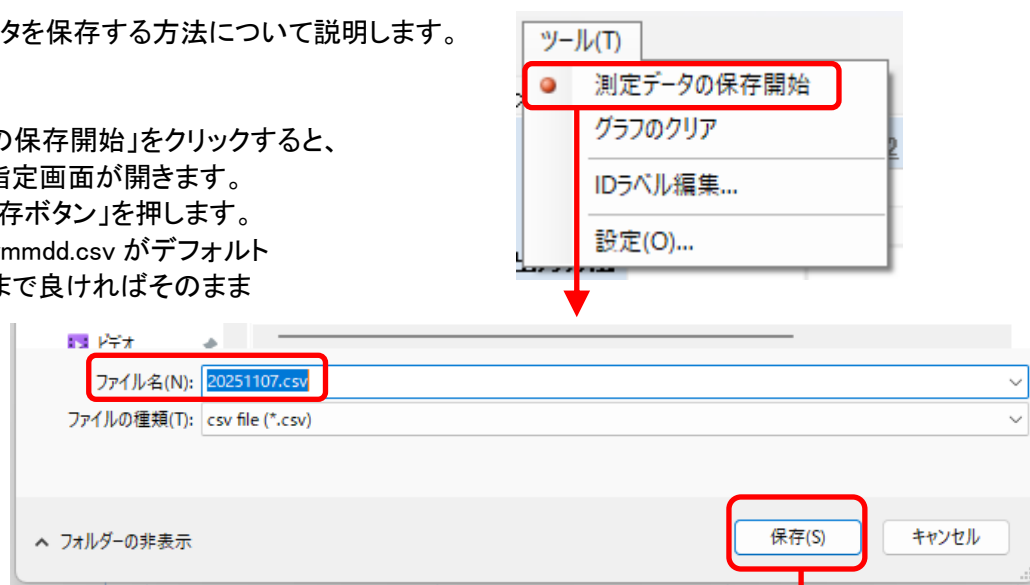 タを保存する方法について説明します。
の保存開始」をクリックすると、
指定画面が開きます。
存ボタン」を押します。
mmdd.csv がデフォルト
まで良ければそのまま
ツール(T)
測定データの保存開始
グラフのクリア
IDラベル編集...
設定(O)...
ビデオ
ファイル名(N): 20251107.csv
ファイルの種類(T): csv file (*.csv)
フォルダーの非表示
保存(S)
キャンセル